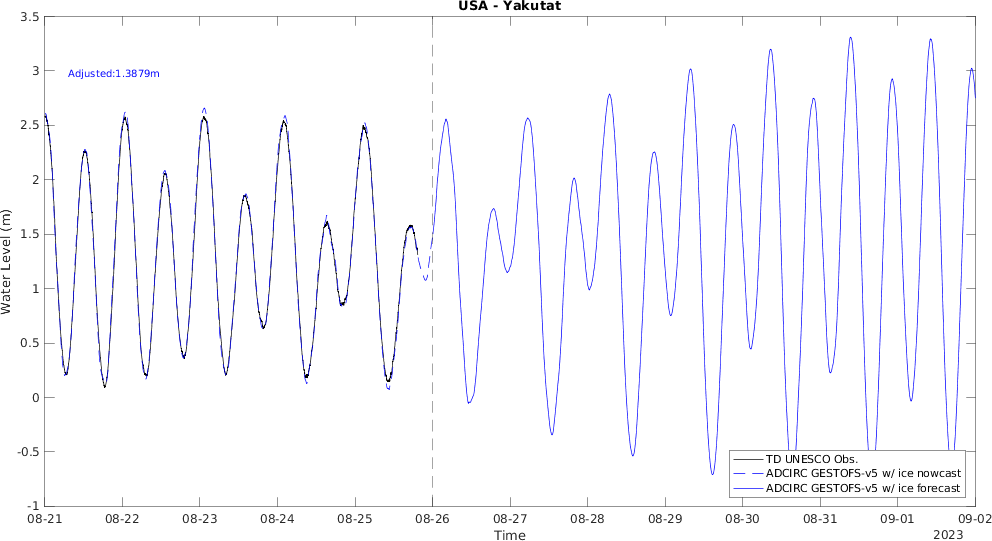 USA - Yakutat
Adjusted:1.3879m
3.5
3
2.5
2
1.5
1
0.5
0
-0.5
-1
Water Level (m)
TD UNESCO Obs.
ADCIRC GESTOFS-v5 w/ ice nowcast
ADCIRC GESTOFS-v5 w/ ice forecast
08-21 08-22 08-23 08-24 08-25 08-26 08-27 08-28 08-29 08-30 08-31 09-01 09-02
Time
2023